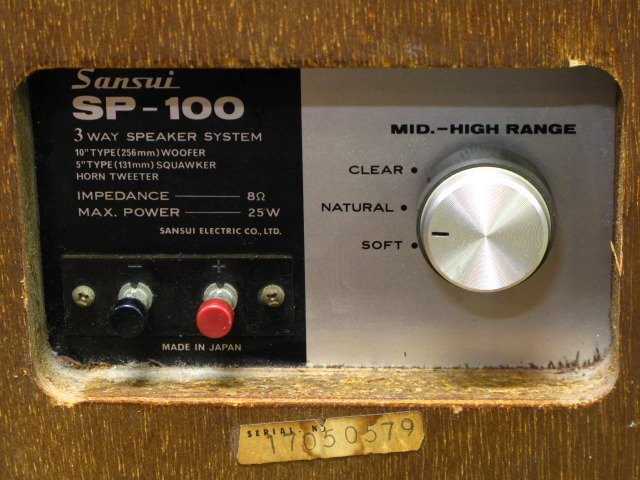 Sansui
SP-100
3 WAY SPEAKER SYSTEM
10" TYPE (256mm) WOOFER
5" TYPE (131mm) SQUAWKER
HORN TWEETER
IMPEDANCE 8Ω
MAX. POWER 25W
SANSUI ELECTRIC CO., LTD.
− +
MADE IN JAPAN
MID.-HIGH RANGE
CLEAR
NATURAL
SOFT
SERIAL. No
17050579